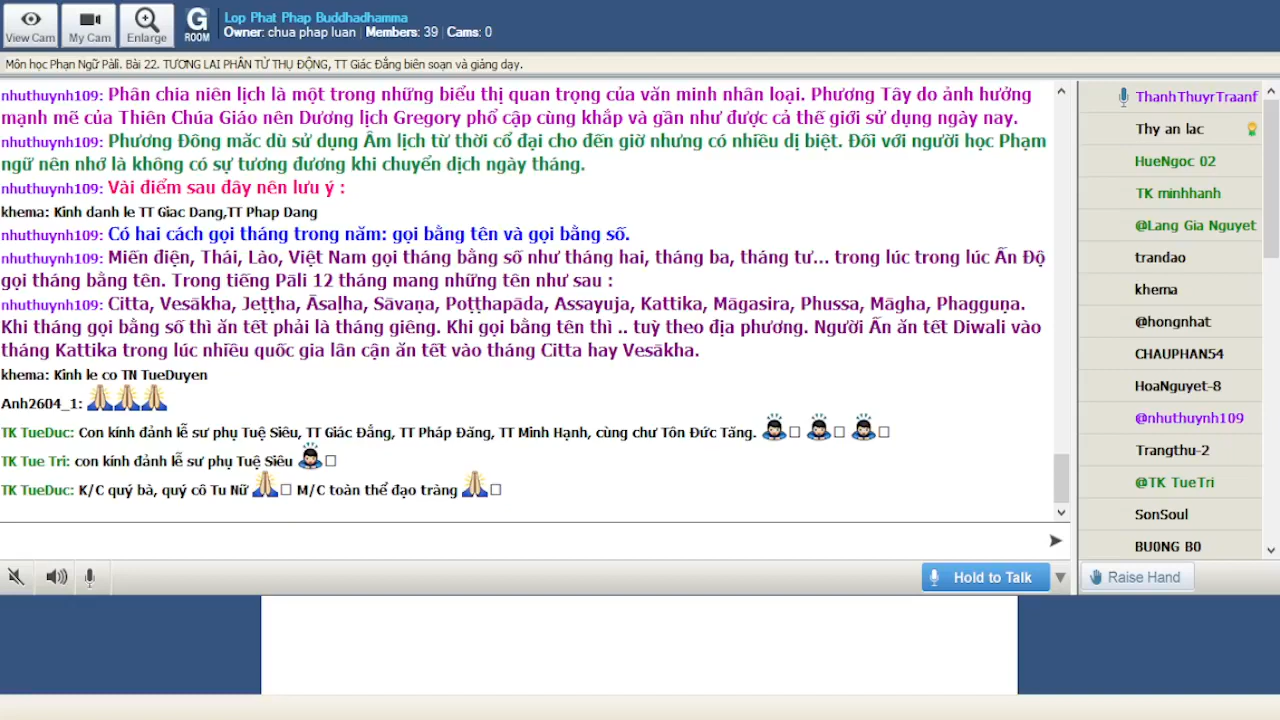 View Cam
My Cam
Enlarge
G
ROOM
Lop Phat Phap Buddhadhamma
Owner: chua phap luan | Members: 39 | Cams: 0
Môn học Phạn Ngữ Pāli. Bài 22. TƯƠNG LAI PHÂN TỪ THỤ ĐỘNG, TT Giác Đẳng biên soạn và giảng dạy.
nhuthuynh109: Phân chia niên lịch là một trong những biểu thị quan trọng của văn minh nhân loại. Phương Tây do ảnh hưởng
mạnh mẽ của Thiên Chúa Giáo nên Dương lịch Gregory phổ cập cùng khắp và gần như được cả thế giới sử dụng ngày nay.
nhuthuynh109: Phương Đông mặc dù sử dụng Âm lịch từ thời cổ đại cho đến giờ nhưng có nhiều dị biệt. Đối với người học Phạm
ngữ nên nhớ là không có sự tương đương khi chuyển dịch ngày tháng.
nhuthuynh109: Vài điểm sau đây nên lưu ý :
khema: Kinh danh le TT Giac Dang,TT Phap Dang
nhuthuynh109: Có hai cách gọi tháng trong năm: gọi bằng tên và gọi bằng số.
nhuthuynh109: Miến điện, Thái, Lào, Việt Nam gọi tháng bằng số như tháng hai, tháng ba, tháng tư... trong lúc trong lúc Ấn Độ
gọi tháng bằng tên. Trong tiếng Pāli 12 tháng mang những tên như sau :
nhuthuynh109: Citta, Vesākha, Jeṭṭha, Āsaḷha, Sāvaṇa, Poṭṭhapāda, Assayuja, Kattika, Māgasira, Phussa, Māgha, Phagguṇa.
Khi tháng gọi bằng số thì ăn tết phải là tháng giêng. Khi gọi bằng tên thì .. tuỳ theo địa phương. Người Ấn ăn tết Diwali vào
tháng Kattika trong lúc nhiều quốc gia lân cận ăn tết vào tháng Citta hay Vesākha.
khema: Kinh le co TN TueDuyen
Anh2604_1:
TK TueDuc: Con kính đảnh lễ sư phụ Tuệ Siêu, TT Giác Đẳng, TT Pháp Đăng, TT Minh Hạnh, cùng chư Tôn Đức Tăng.
TK Tue Tri: con kính đảnh lễ sư phụ Tuệ Siêu
TK TueDuc: K/C quý bà, quý cô Tu Nữ M/C toàn thể đạo tràng
Hold to Talk
ThanhThuyrTraanf
Thy an lac
HueNgoc 02
TK minhhanh
@Lang Gia Nguyet
trandao
khema
@hongnhat
CHAUPHAN54
HoaNguyet-8
@nhuthuynh109
Trangthu-2
@TK TueTri
SonSoul
BU0NG B0
Raise Hand